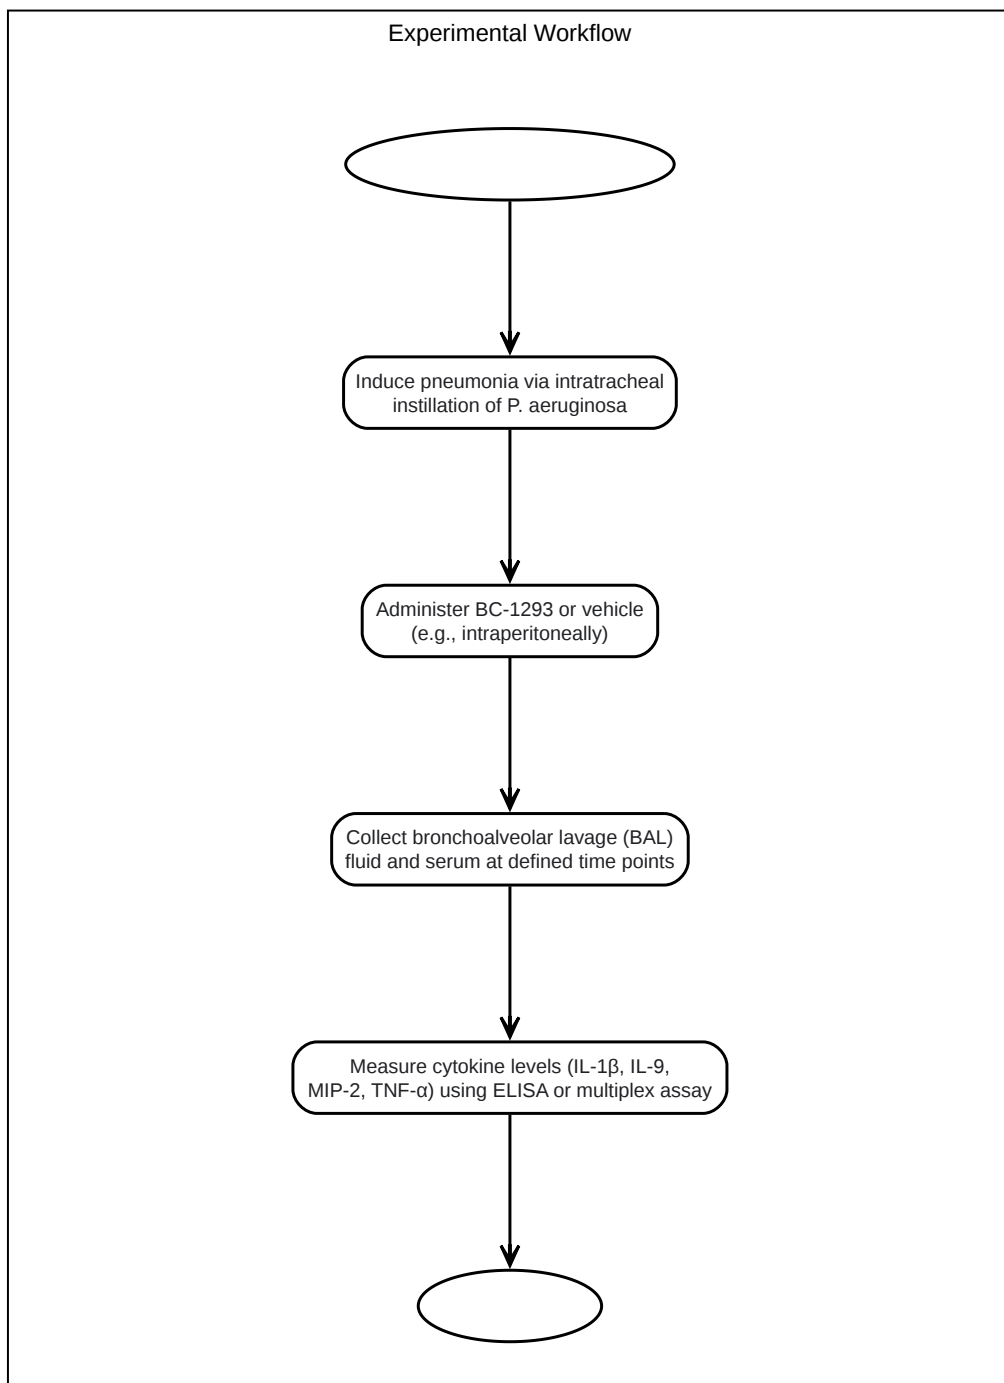 Experimental Workflow
Induce pneumonia via intratracheal
instillation of P. aeruginosa
Administer BC-1293 or vehicle
(e.g., intraperitoneally)
Collect bronchoalveolar lavage (BAL)
fluid and serum at defined time points
Measure cytokine levels (IL-1β, IL-9,
MIP-2, TNF-α) using ELISA or multiplex assay